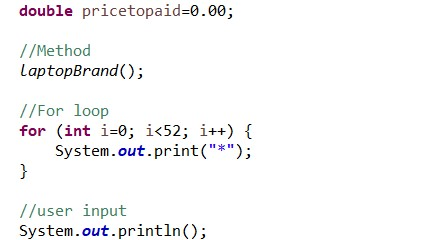 double pricetopaid=0.00;
//Method
laptopBrand();
//For loop
for (int i=0; i<52; i++) {
System.out.print("*");
}
//user input
System.out.println();